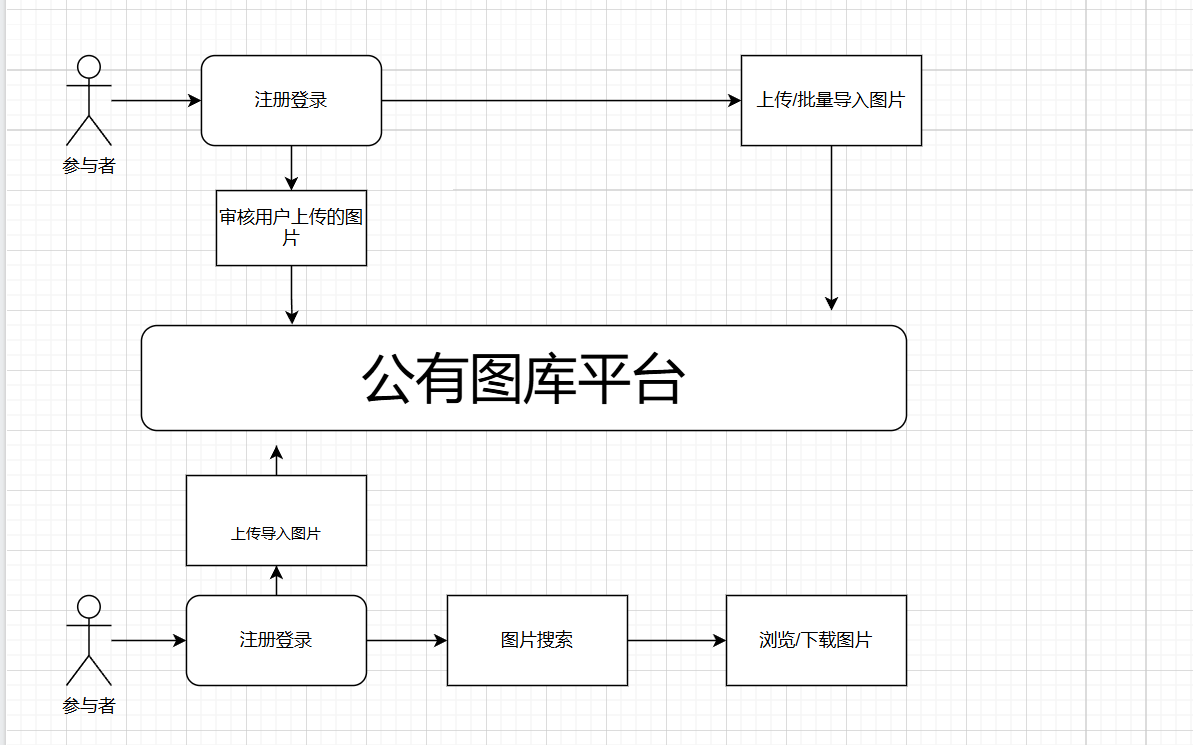 参与者
注册登录
上传/批量导入图片
审核用户上传的图
片
公有图库平台
上传导入图片
参与者
注册登录
图片搜索
浏览/下载图片